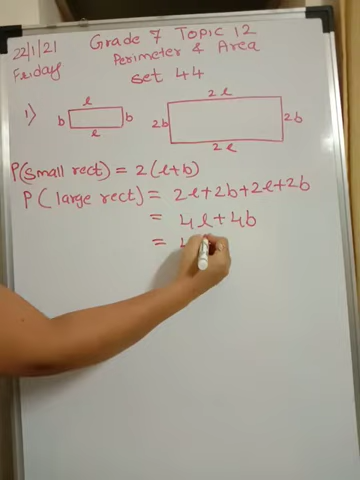 22/1/21 Grade 7 Topic 12
Friday Perimeter & Area
set 44
1) l 2l
b b 2b 2b
l 2l
P(small rect) = 2(l+b)
P(large rect) = 2l+2b+2l+2b
= 4l+4b
= 4